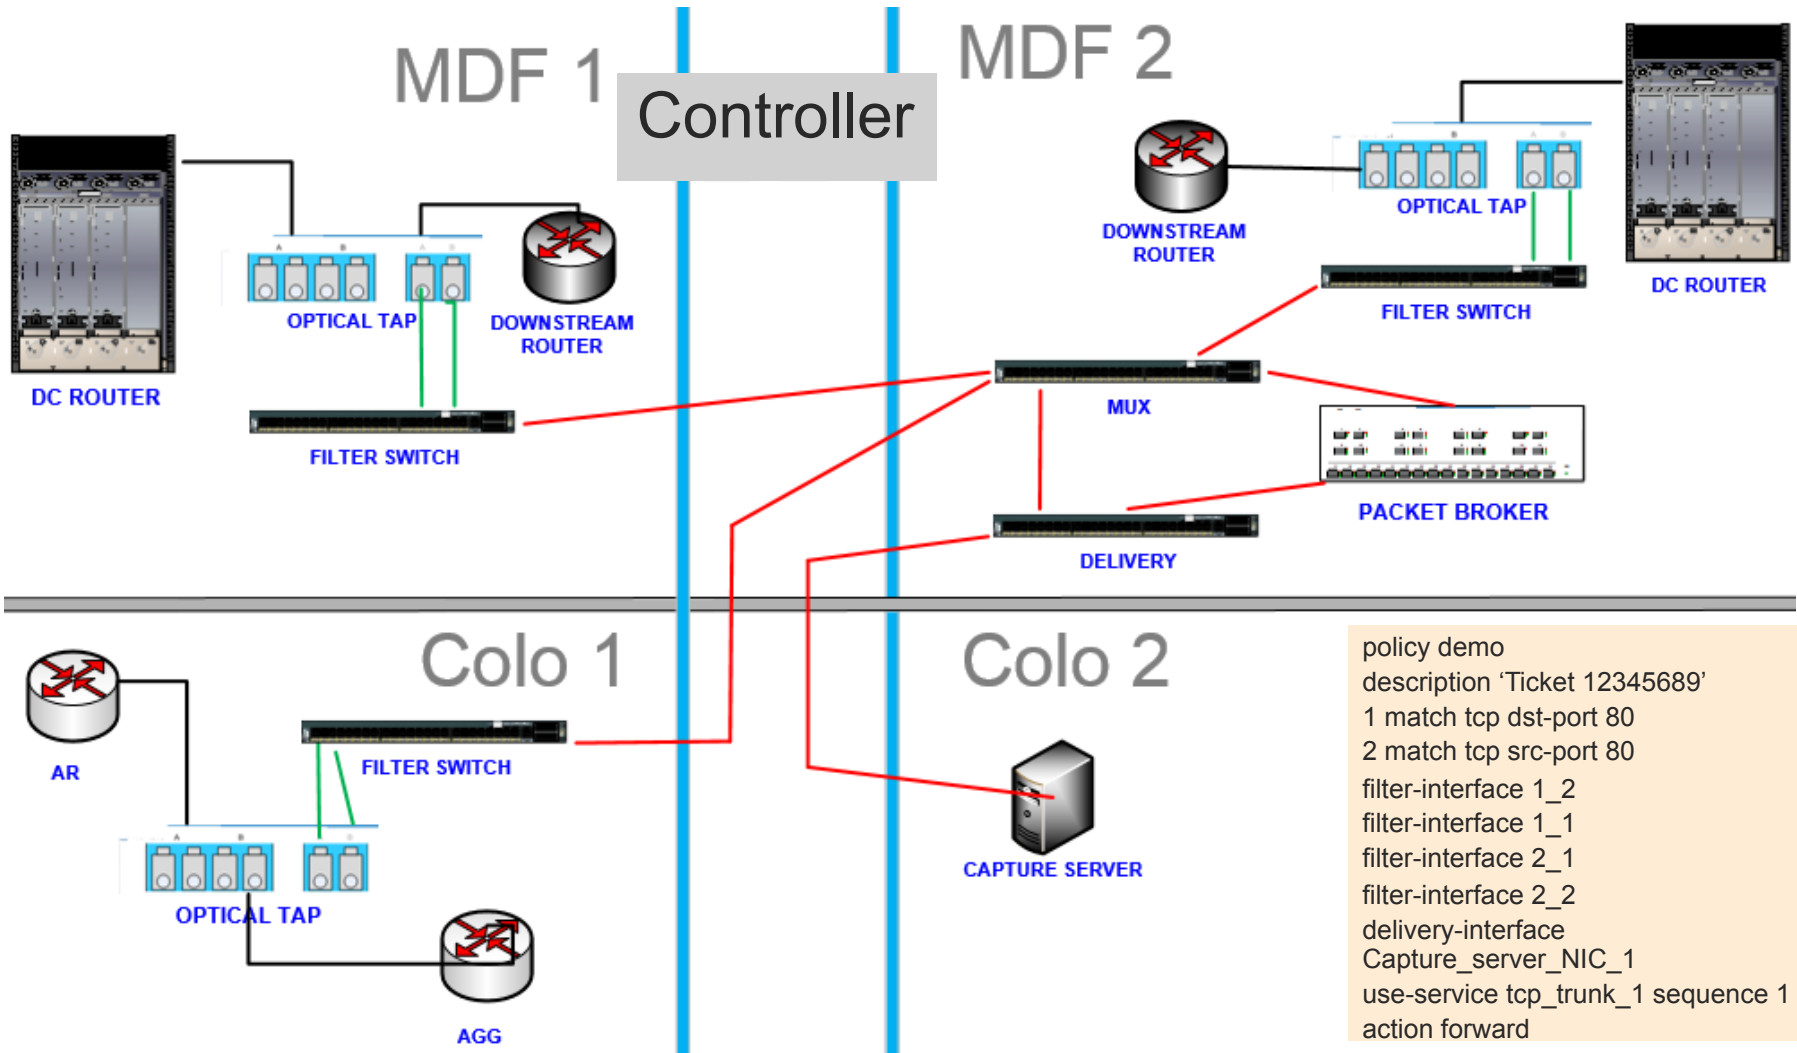 MDF 1
MDF 2
Controller
A
B
A
B
OPTICAL TAP
DOWNSTREAM
ROUTER
DC ROUTER
FILTER SWITCH
B
A
B
OPTICAL TAP
DOWNSTREAM
ROUTER
DC ROUTER
FILTER SWITCH
MUX
PACKET BROKER
DELIVERY
Colo 1
Colo 2
AR
FILTER SWITCH
A
B
OPTICAL TAP
AGG
CAPTURE SERVER
policy demo
description ‘Ticket 12345689’
1 match tcp dst-port 80
2 match tcp src-port 80
filter-interface 1_2
filter-interface 1_1
filter-interface 2_1
filter-interface 2_2
delivery-interface
Capture_server_NIC_1
use-service tcp_trunk_1 sequence 1
action forward